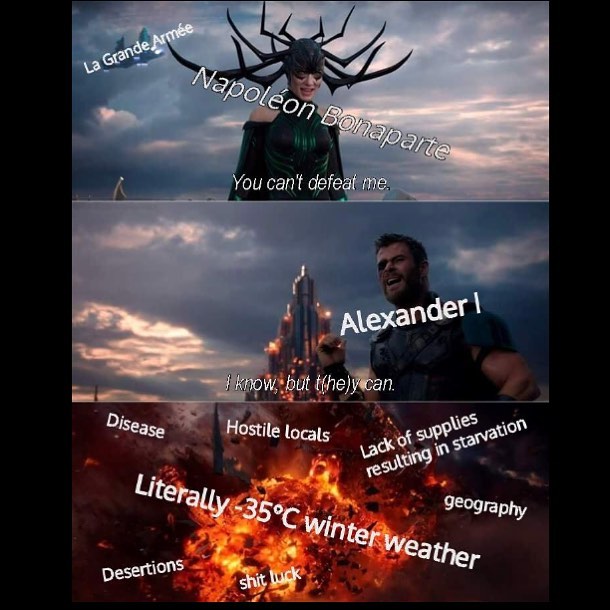 La Grande Armée
Napoléon Bonaparte
You can't defeat me.
Alexander I
I know, but t(he)y can.
Disease
Hostile locals
Lack of supplies
resulting in starvation
Literally -35°C winter weather
geography
Desertions
shit luck